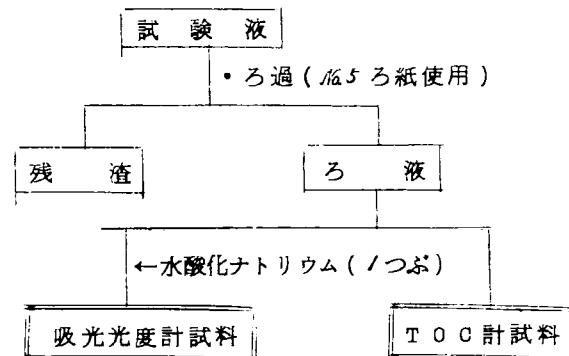 試験液
・ろ過(No.5ろ紙使用)
残渣
ろ液
←水酸化ナトリウム(1つぶ)
吸光光度計試料
TOC計試料